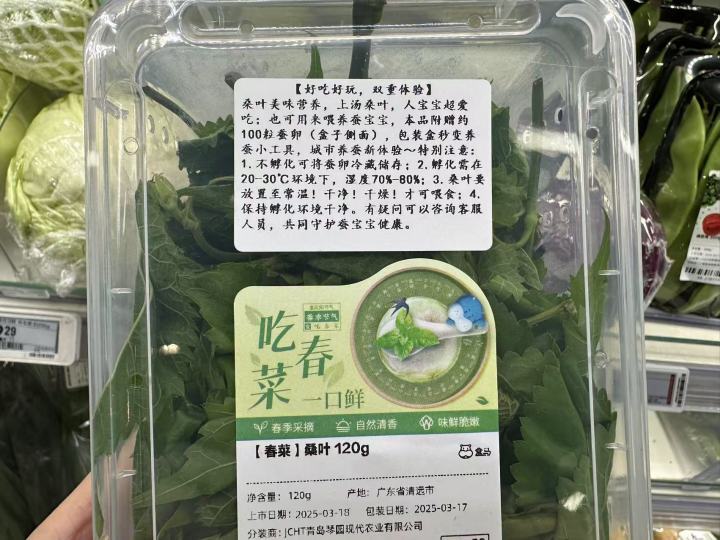 【好吃好玩，双重体验】
桑叶美味营养，上汤桑叶，人宝宝超爱
吃；也可用来喂养蚕宝宝，本品附赠约
100粒蚕卵（盒子侧面），包装盒秒变养
蚕小工具，城市养蚕新体验～特别注意：
1.不孵化可将蚕卵冷藏储存；2.孵化需在
20-30℃环境下，湿度70%-80%；3.桑叶要
放置至常温！干净！干燥！才可喂食；4.
保持孵化环境干净。有疑问可以咨询客服
人员，共同守护蚕宝宝健康。
吃春菜
一口鲜
春季采摘 自然清香 味鲜脆嫩
【春菜】桑叶 120g
盒品
净含量： 120g 产地： 广东省清远市
上市日期：2025-03-18 包装日期：2025-03-17
分装商：JCHT青岛琴园现代农业有限公司
29